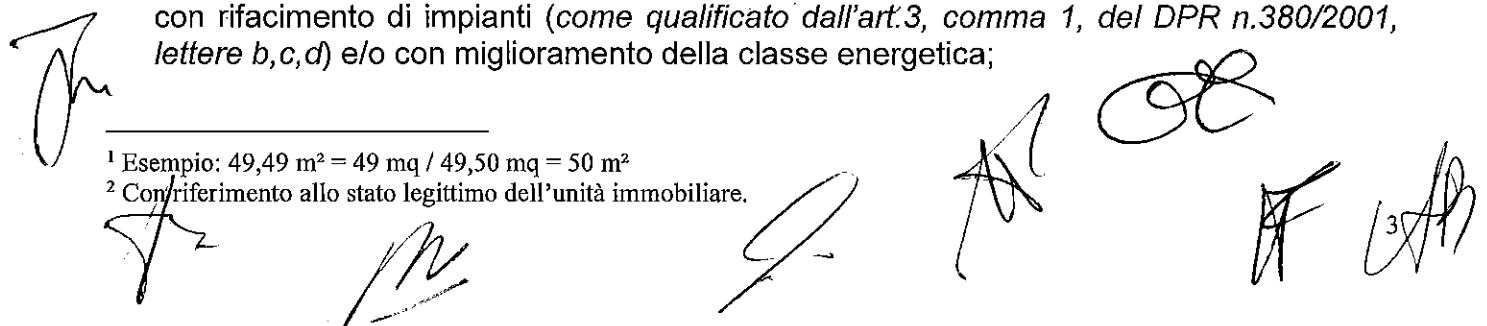 con rifacimento di impianti (come qualificato dall'art.3, comma 1, del DPR n.380/2001,
lettere b,c,d) e/o con miglioramento della classe energetica;
1 Esempio: 49,49 m² = 49 mq / 49,50 mq = 50 m²
2 Con riferimento allo stato legittimo dell'unità immobiliare.
3